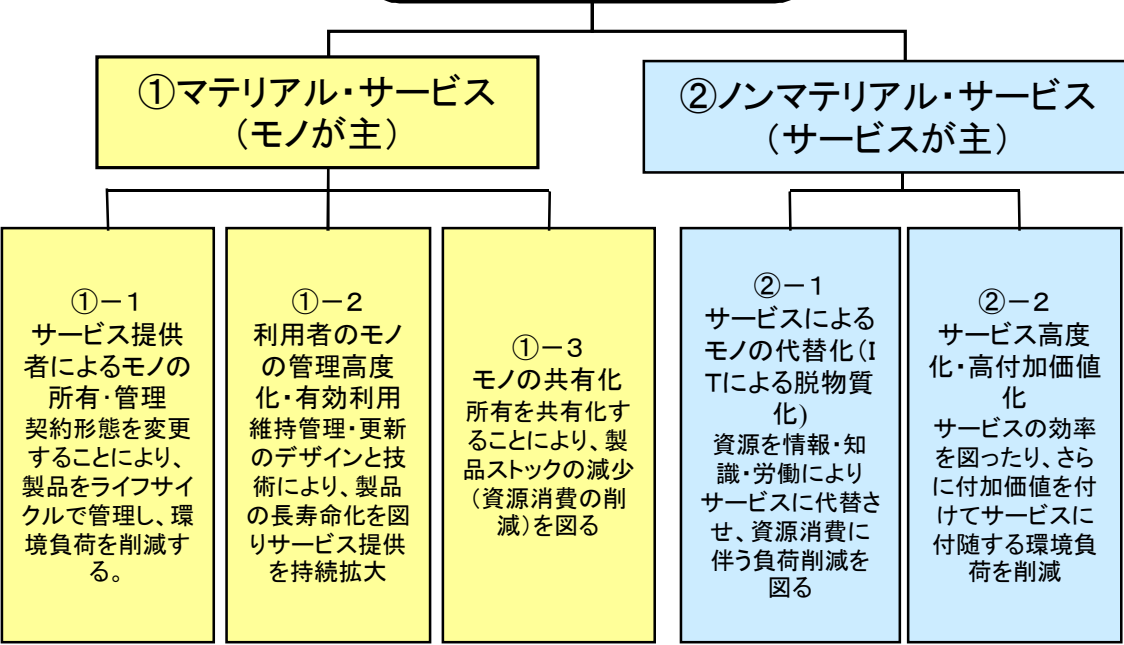 ①マテリアル・サービス
（モノが主）
②ノンマテリアル・サービス
（サービスが主）
①－１
サービス提供
者によるモノの
所有・管理
契約形態を変更
することにより、
製品をライフサイ
クルで管理し、環
境負荷を削減す
る。
①－２
利用者のモノ
の管理高度
化・有効利用
維持管理・更新
のデザインと技
術により、製品
の長寿命化を図
りサービス提供
を持続拡大
①－３
モノの共有化
所有を共有化す
ることにより、製
品ストックの減少
（資源消費の削
減）を図る
②－１
サービスによる
モノの代替化（I
Tによる脱物質
化）
資源を情報・知
識・労働により
サービスに代替さ
せ、資源消費に
伴う負荷削減を
図る
②－２
サービス高度
化・高付加価値
化
サービスの効率
を図ったり、さら
に付加価値を付
けてサービスに
付随する環境負
荷を削減